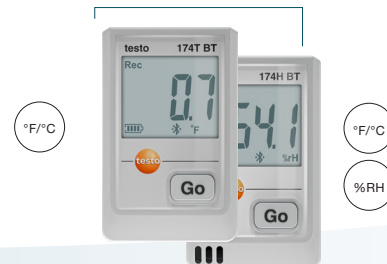 testo 174T BT
Rec
0.7
°F
testo
Go
174H BT
54.1
%rH
Go
°F/°C
°F/°C
%RH